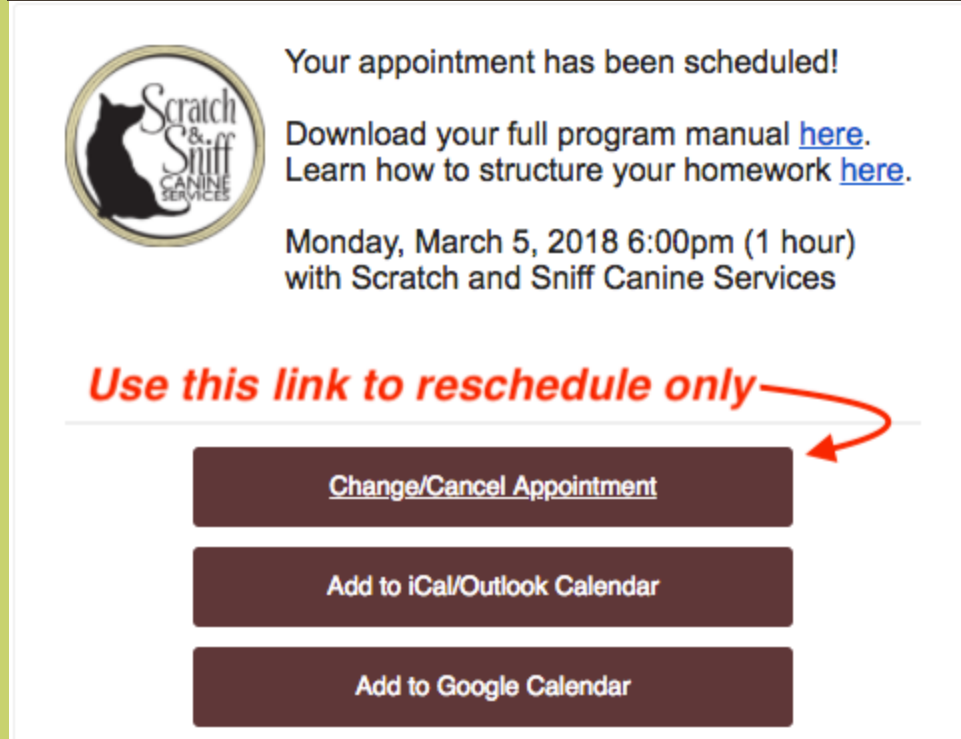 Scratch
&
Sniff
CANINE
SERVICES
Your appointment has been scheduled!
Download your full program manual here.
Learn how to structure your homework here.
Monday, March 5, 2018 6:00pm (1 hour)
with Scratch and Sniff Canine Services
Use this link to reschedule only
Change/Cancel Appointment
Add to iCal/Outlook Calendar
Add to Google Calendar